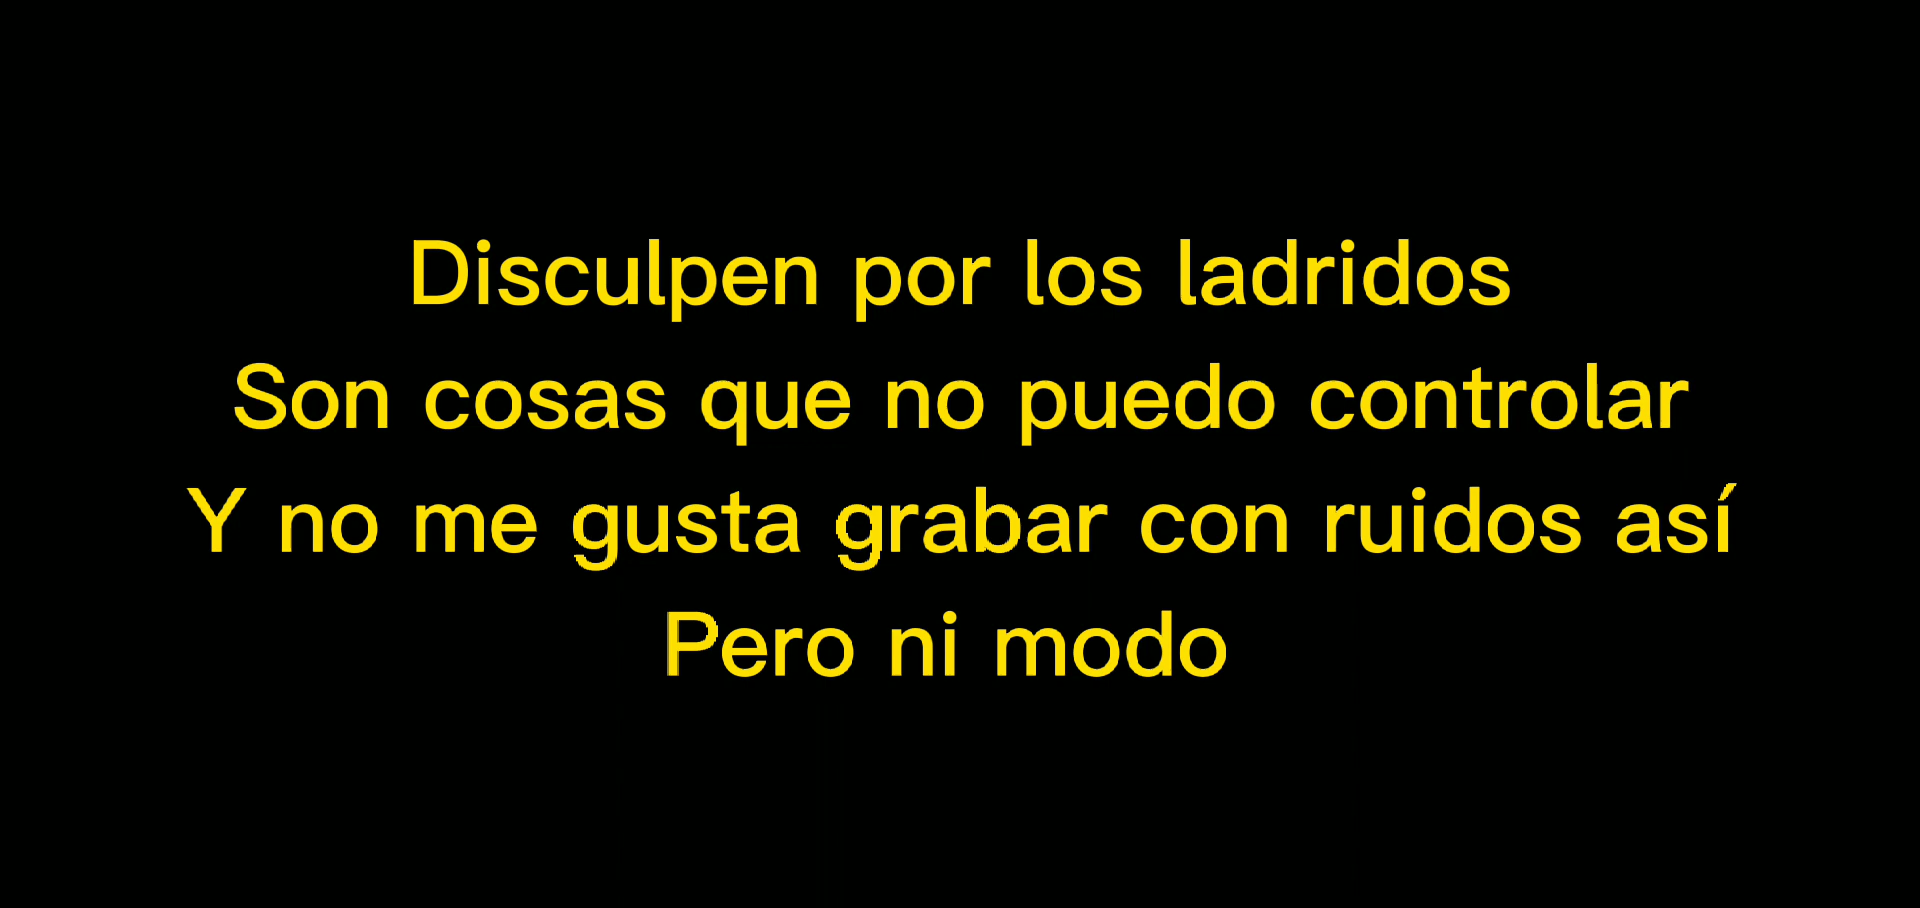 Disculpen por los ladridos
Son cosas que no puedo controlar
Y no me gusta grabar con ruidos así
Pero ni modo